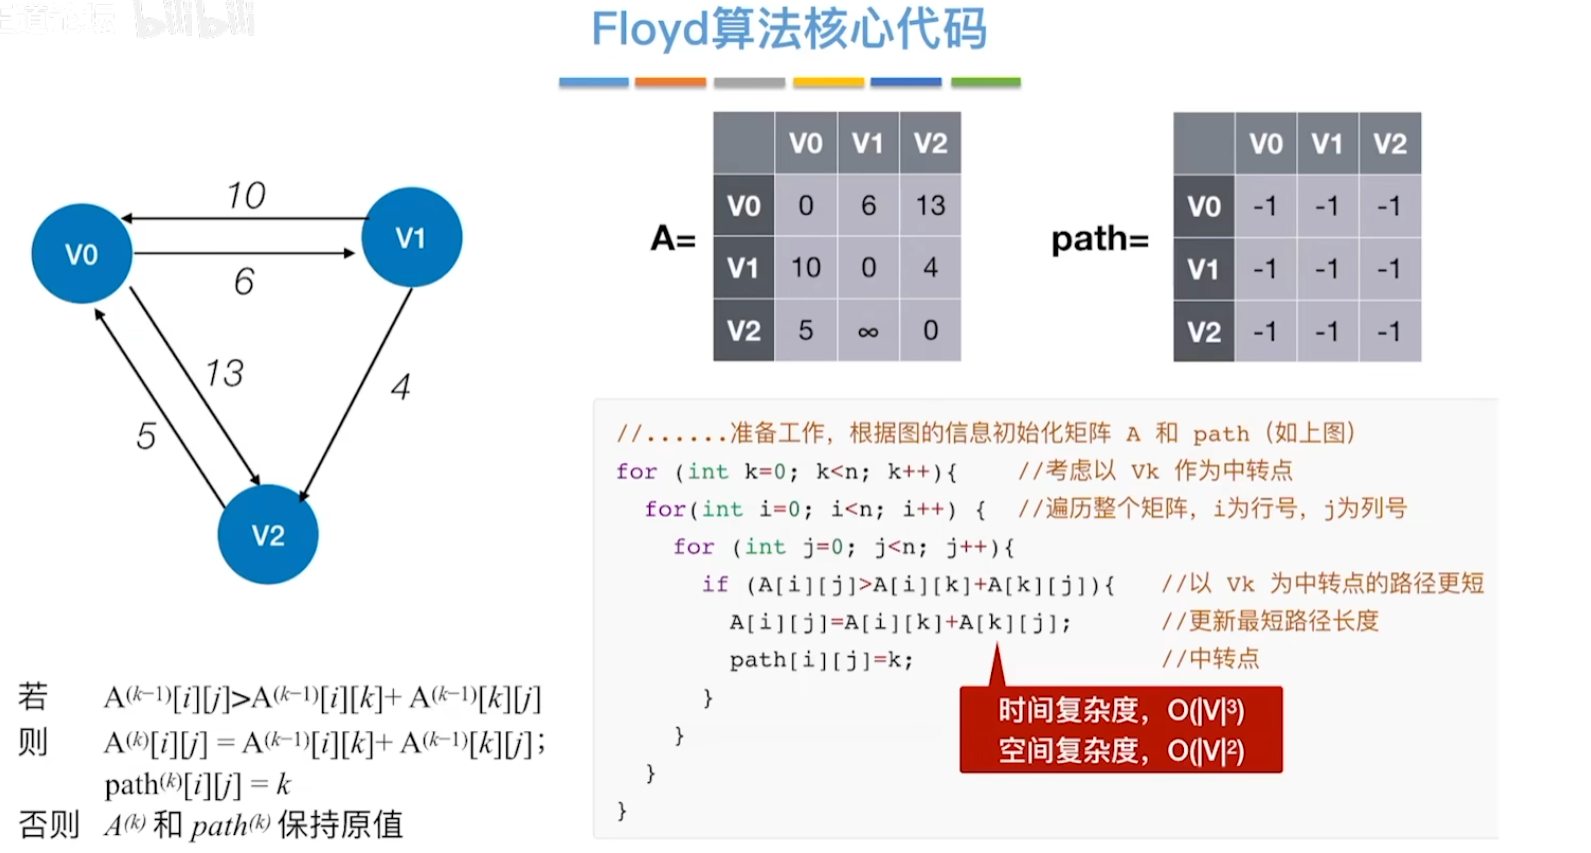 bilibili
Floyd算法核心代码
10
6
13
5
4
V0
V1
V2
A=
V0 V1 V2
V0 0 6 13
V1 10 0 4
V2 5 ∞ 0
path=
V0 V1 V2
V0 -1 -1 -1
V1 -1 -1 -1
V2 -1 -1 -1
//......准备工作，根据图的信息初始化矩阵 A 和 path（如上图）
for (int k=0; k<n; k++){ //考虑以 Vk 作为中转点
for(int i=0; i<n; i++) { //遍历整个矩阵，i为行号，j为列号
for (int j=0; j<n; j++){
if (A[i][j]>A[i][k]+A[k][j]){ //以 Vk 为中转点的路径更短
A[i][j]=A[i][k]+A[k][j]; //更新最短路径长度
path[i][j]=k; //中转点
}
}
}
}
时间复杂度，O(|V|³)
空间复杂度，O(|V|²)
若 A⁽ᵏ⁻¹⁾[i][j]>A⁽ᵏ⁻¹⁾[i][k]+ A⁽ᵏ⁻¹⁾[k][j]
则 A⁽ᵏ⁾[i][j] = A⁽ᵏ⁻¹⁾[i][k]+ A⁽ᵏ⁻¹⁾[k][j]；
path⁽ᵏ⁾[i][j] = k
否则 A⁽ᵏ⁾ 和 path⁽ᵏ⁾ 保持原值